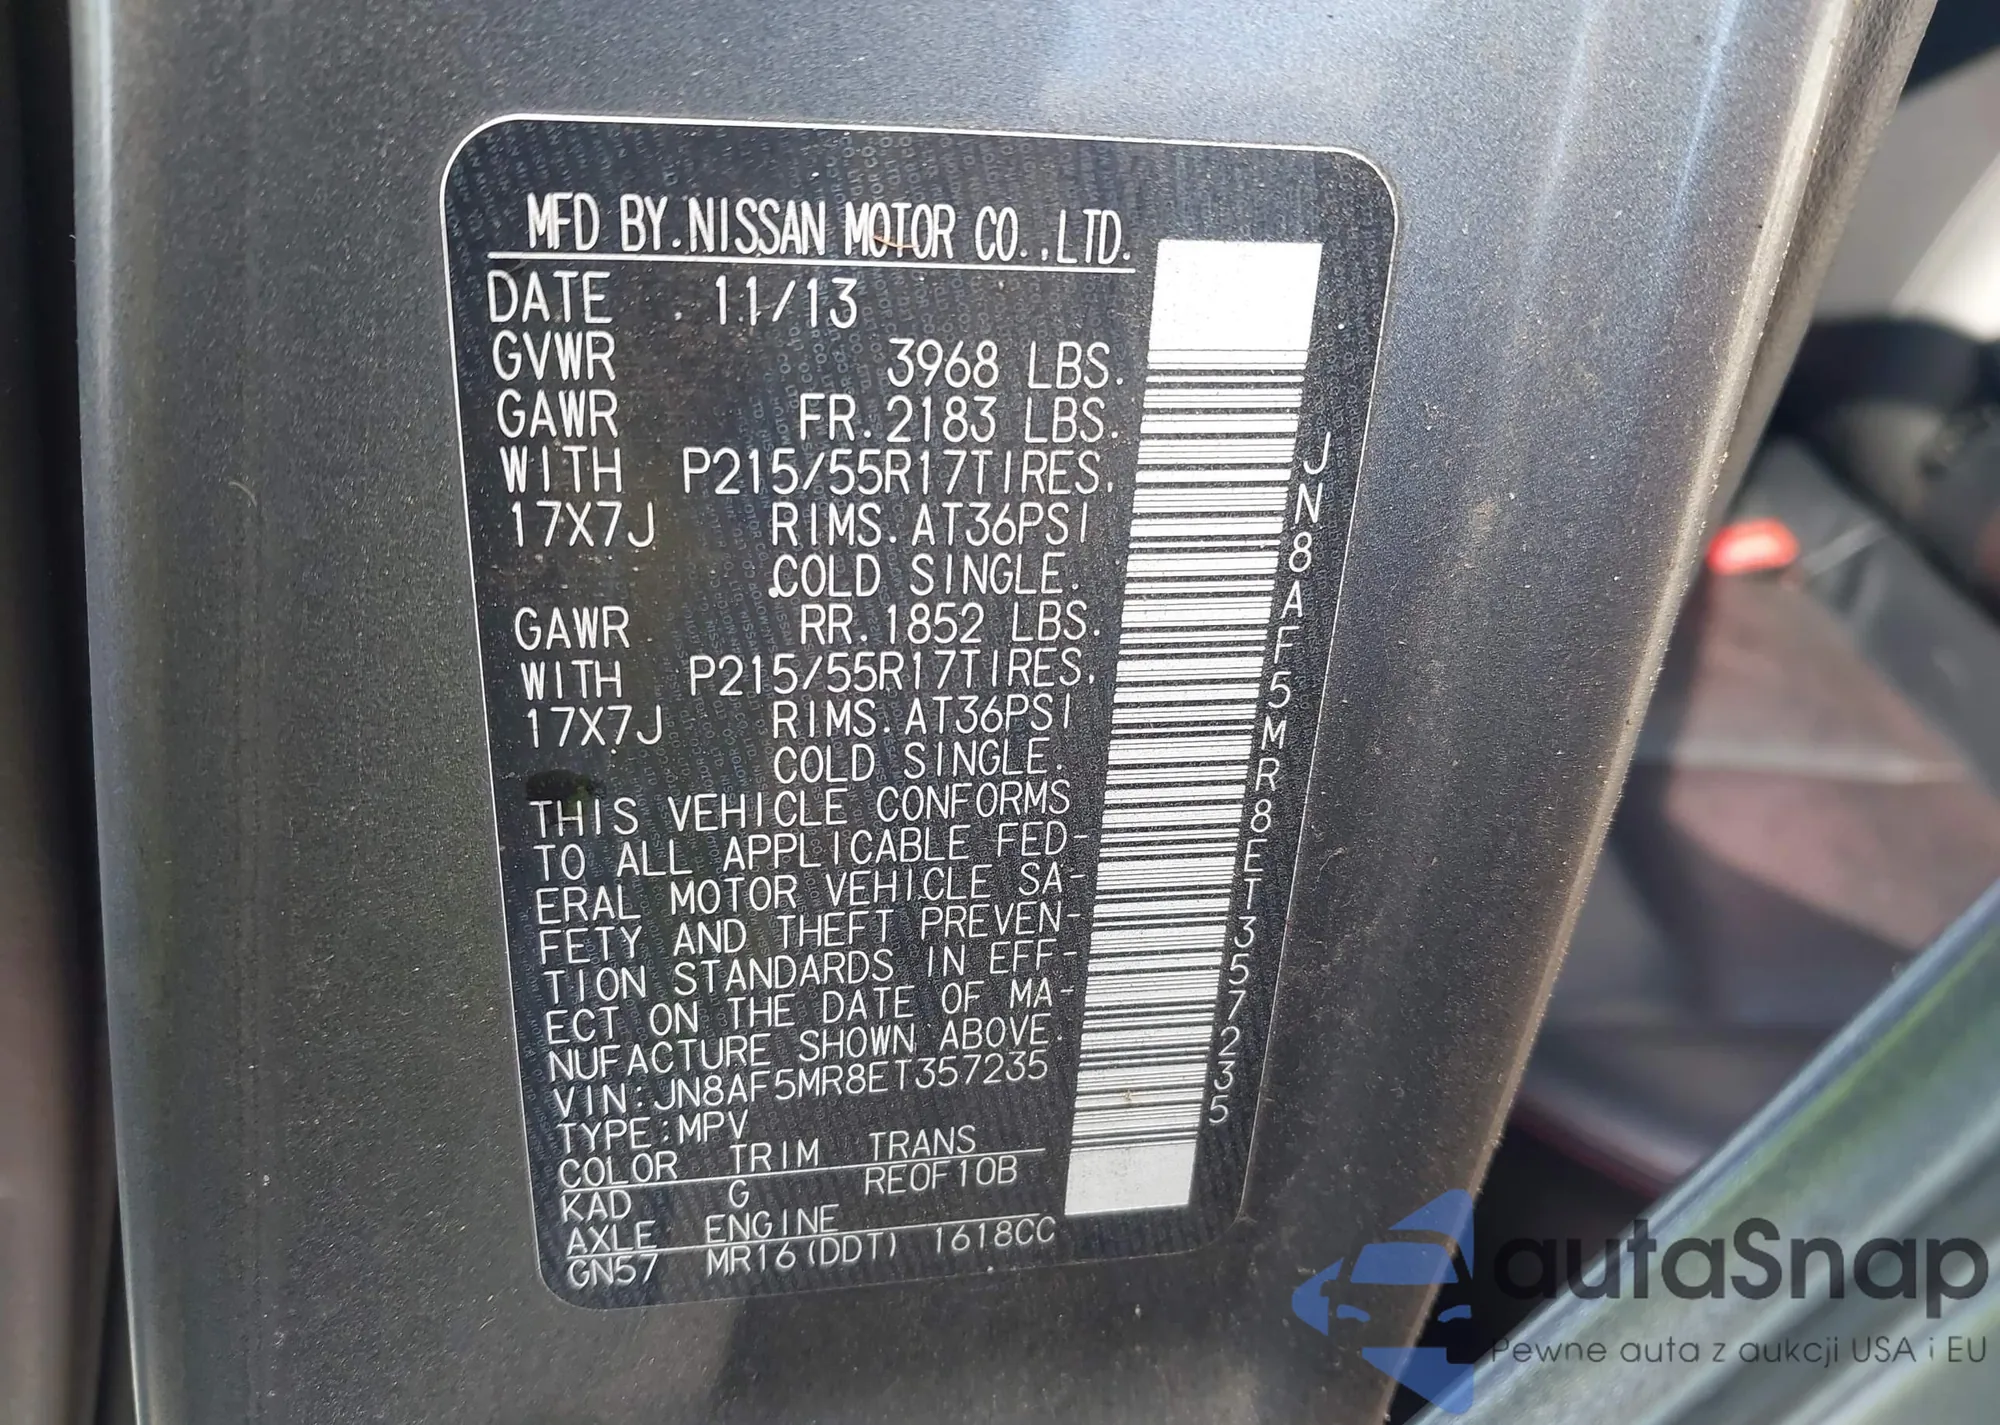 MFD BY.NISSAN MOTOR CO.,LTD.
DATE 11/13
GVWR 3968 LBS.
GAWR FR.2183 LBS.
WITH P215/55R17TIRES.
17X7J RIMS.AT36PSI
COLD SINGLE.
GAWR RR.1852 LBS.
WITH P215/55R17TIRES.
17X7J RIMS.AT36PSI
COLD SINGLE.
THIS VEHICLE CONFORMS
TO ALL APPLICABLE FED-
ERAL MOTOR VEHICLE SA-
FETY AND THEFT PREVEN-
TION STANDARDS IN EFF-
ECT ON THE DATE OF MA-
NUFACTURE SHOWN ABOVE.
VIN:JN8AF5MR8ET357235
TYPE:MPV
COLOR TRIM TRANS
KAD G RE0F10B
AXLE ENGINE
GN57 MR16(DDT) 1618CC
JN8AF5MR8ET357235
autaSnap
Pewne auta z aukcji USA i EU